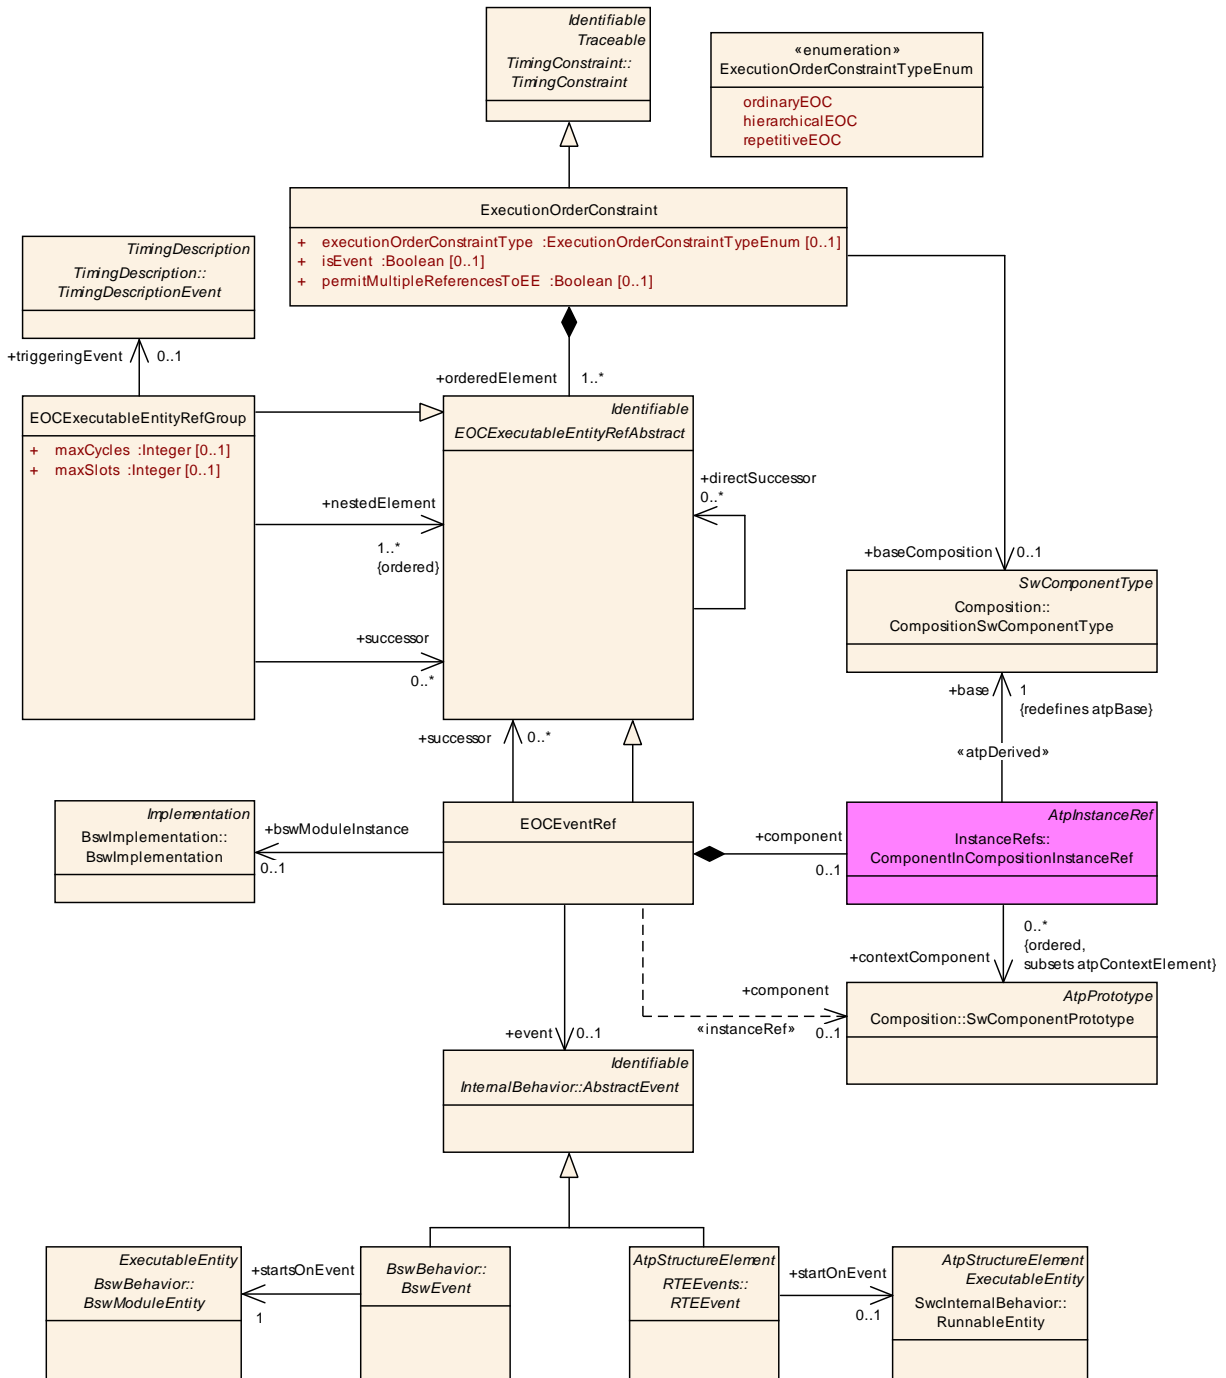 Identifiable
Traceable
TimingConstraint::
TimingConstraint
«enumeration»
ExecutionOrderConstraintTypeEnum
ordinaryEOC
hierarchicalEOC
repetitiveEOC
ExecutionOrderConstraint
+ executionOrderConstraintType :ExecutionOrderConstraintTypeEnum [0..1]
+ isEvent :Boolean [0..1]
+ permitMultipleReferencesToEE :Boolean [0..1]
TimingDescription
TimingDescription::
TimingDescriptionEvent
+triggeringEvent 0..1
+orderedElement 1..*
EOCExecutableEntityRefGroup
+ maxCycles :Integer [0..1]
+ maxSlots :Integer [0..1]
Identifiable
EOCExecutableEntityRefAbstract
+directSuccessor
0..*
+nestedElement
1..*
{ordered}
+successor
0..*
+baseComposition 0..1
SwComponentType
Composition::
CompositionSwComponentType
+base 1
{redefines atpBase}
«atpDerived»
+successor 0..*
Implementation
BswImplementation::
BswImplementation
+bswModuleInstance
0..1
EOCEventRef
+component
0..1
AtpInstanceRef
InstanceRefs::
ComponentInCompositionInstanceRef
0..*
{ordered,
subsets atpContextElement}
+contextComponent
+component
«instanceRef» 0..1
AtpPrototype
Composition::SwComponentPrototype
+event 0..1
Identifiable
InternalBehavior::AbstractEvent
ExecutableEntity
BswBehavior::
BswModuleEntity
+startsOnEvent
1
BswBehavior::
BswEvent
AtpStructureElement
RTEEvents::
RTEEvent
+startOnEvent
0..1
AtpStructureElement
ExecutableEntity
SwcInternalBehavior::
RunnableEntity